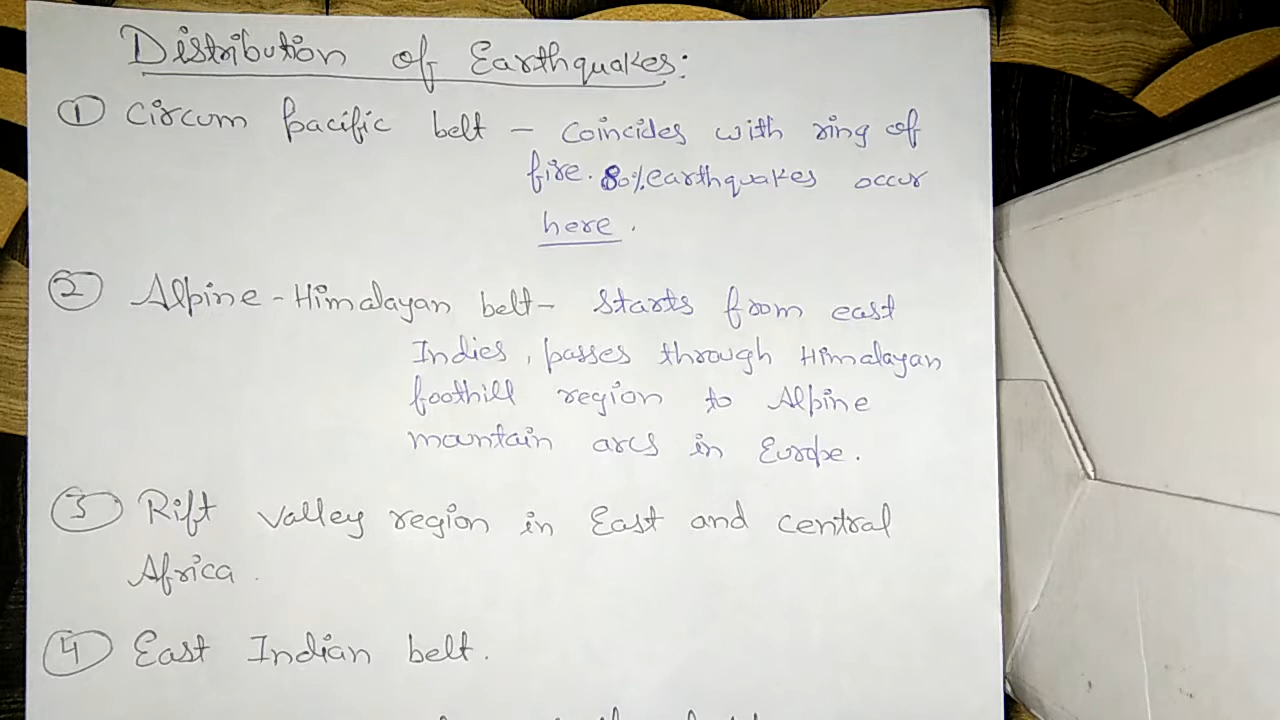 Distribution of Earthquakes:
① Circum Pacific belt - Coincides with ring of
fire. 80% earthquakes occur
here.
② Alpine-Himalayan belt- Starts from east
Indies, passes through Himalayan
foothill region to Alpine
mountain arcs in Europe.
③ Rift valley region in East and central
Africa.
④ East Indian belt.